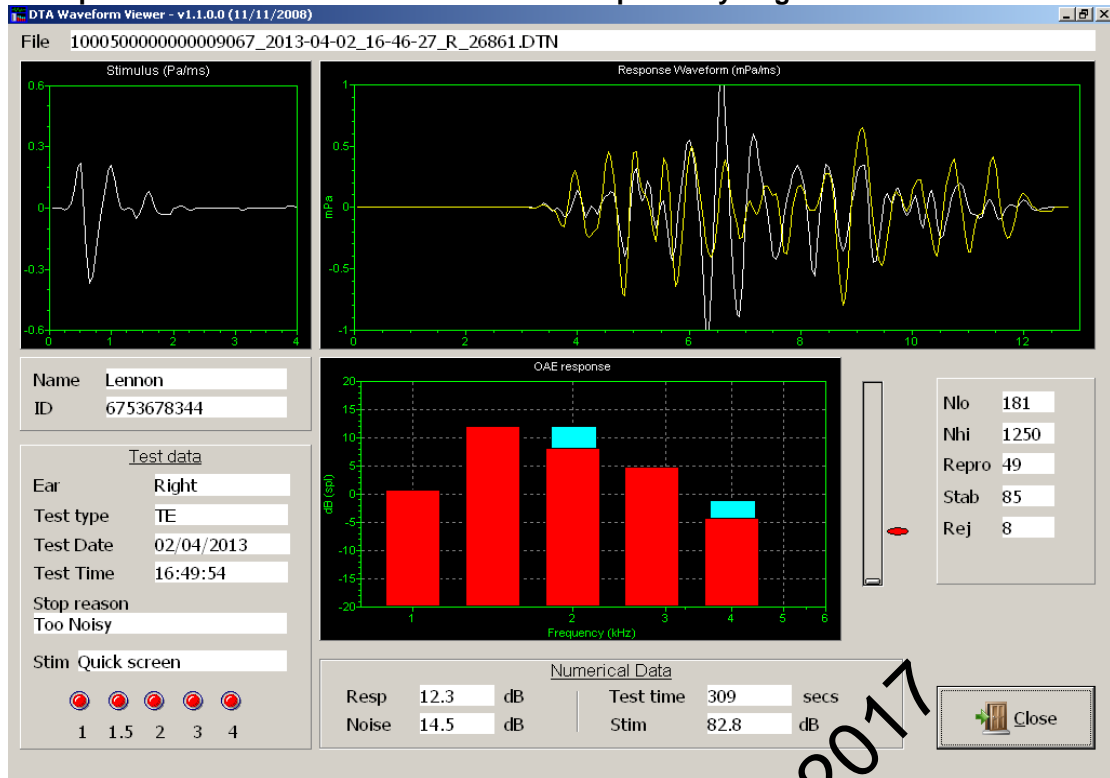 DTA Waveform Viewer - v1.1.0.0 (11/11/2008)
File 1000500000000009067_2013-04-02_16-46-27_R_26861.DTN
Stimulus (Pa/ms)
0.6
0.3
0
-0.3
-0.6
0 1 2 3 4
Response Waveform (mPa/ms)
1
0.5
0
-0.5
-1
mPa
0 2 4 6 8 10 12
Name Lennon
ID 6753678344
Test data
Ear Right
Test type TE
Test Date 02/04/2013
Test Time 16:49:54
Stop reason
Too Noisy
Stim Quick screen
1 1.5 2 3 4
OAE response
20
15
10
5
0
-5
-10
-15
-20
dB (spl)
1 2 3 4 5 6
Frequency (kHz)
Nlo 181
Nhi 1250
Repro 49
Stab 85
Rej 8
Numerical Data
Resp 12.3 dB Test time 309 secs
Noise 14.5 dB Stim 82.8 dB
Close
2017